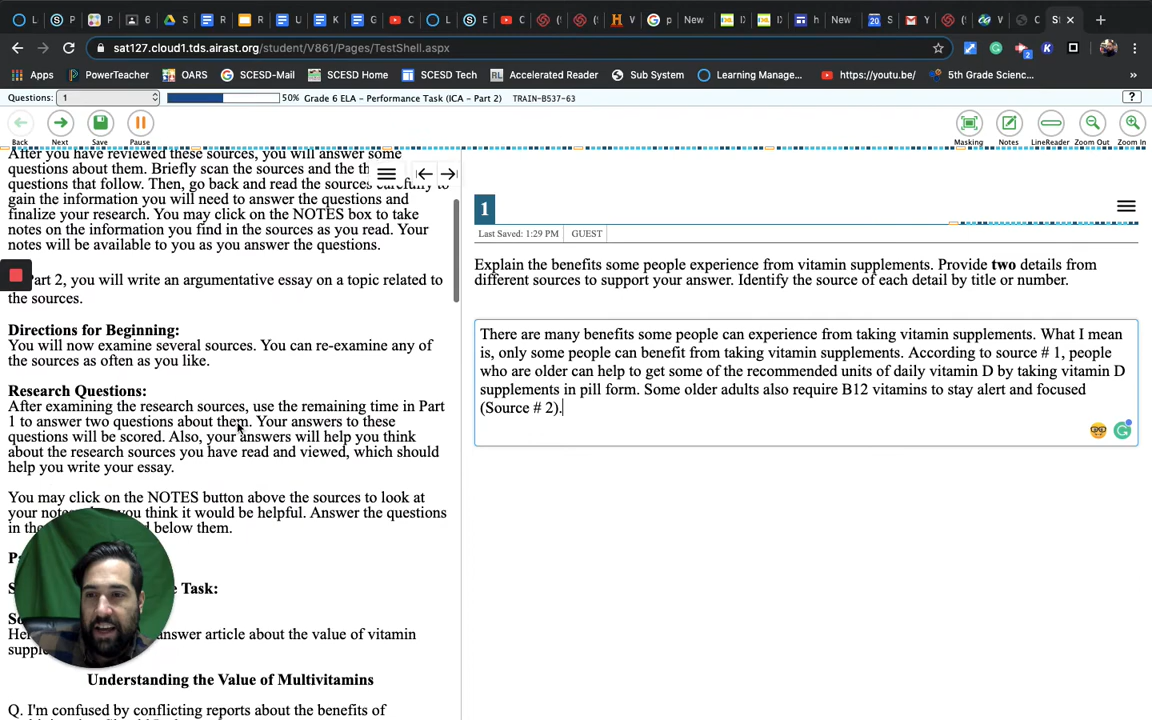 P
6
S
R
R
U
K
G
C
L
E
C
H
p
New
h
New
20
S
Y
C
V
C
St
sat127.cloud1.tds.airast.org/student/V861/Pages/TestShell.aspx
Apps PowerTeacher OARS SCESD-Mail SCESD Home SCESD Tech RL Accelerated Reader Sub System Learning Manage... https://youtu.be/ 5th Grade Scienc... »
Questions: 1 50% Grade 6 ELA - Performance Task (ICA - Part 2) TRAIN-B537-63 ?
Back Next Save Pause Masking Notes LineReader Zoom Out Zoom In
After you have reviewed these sources, you will answer some
questions about them. Briefly scan the sources and the th
questions that follow. Then, go back and read the sources carefully to
gain the information you will need to answer the questions and
finalize your research. You may click on the NOTES box to take
notes on the information you find in the sources as you read. Your
notes will be available to you as you answer the questions.
Part 2, you will write an argumentative essay on a topic related to
the sources.
Directions for Beginning:
You will now examine several sources. You can re-examine any of
the sources as often as you like.
Research Questions:
After examining the research sources, use the remaining time in Part
1 to answer two questions about them. Your answers to these
questions will be scored. Also, your answers will help you think
about the research sources you have read and viewed, which should
help you write your essay.
You may click on the NOTES button above the sources to look at
your notes you think it would be helpful. Answer the questions
in the below them.
Task:
answer article about the value of vitamin
Understanding the Value of Multivitamins
Q. I'm confused by conflicting reports about the benefits of
1
Last Saved: 1:29 PM GUEST
Explain the benefits some people experience from vitamin supplements. Provide two details from
different sources to support your answer. Identify the source of each detail by title or number.
There are many benefits some people can experience from taking vitamin supplements. What I mean
is, only some people can benefit from taking vitamin supplements. According to source # 1, people
who are older can help to get some of the recommended units of daily vitamin D by taking vitamin D
supplements in pill form. Some older adults also require B12 vitamins to stay alert and focused
(Source # 2).